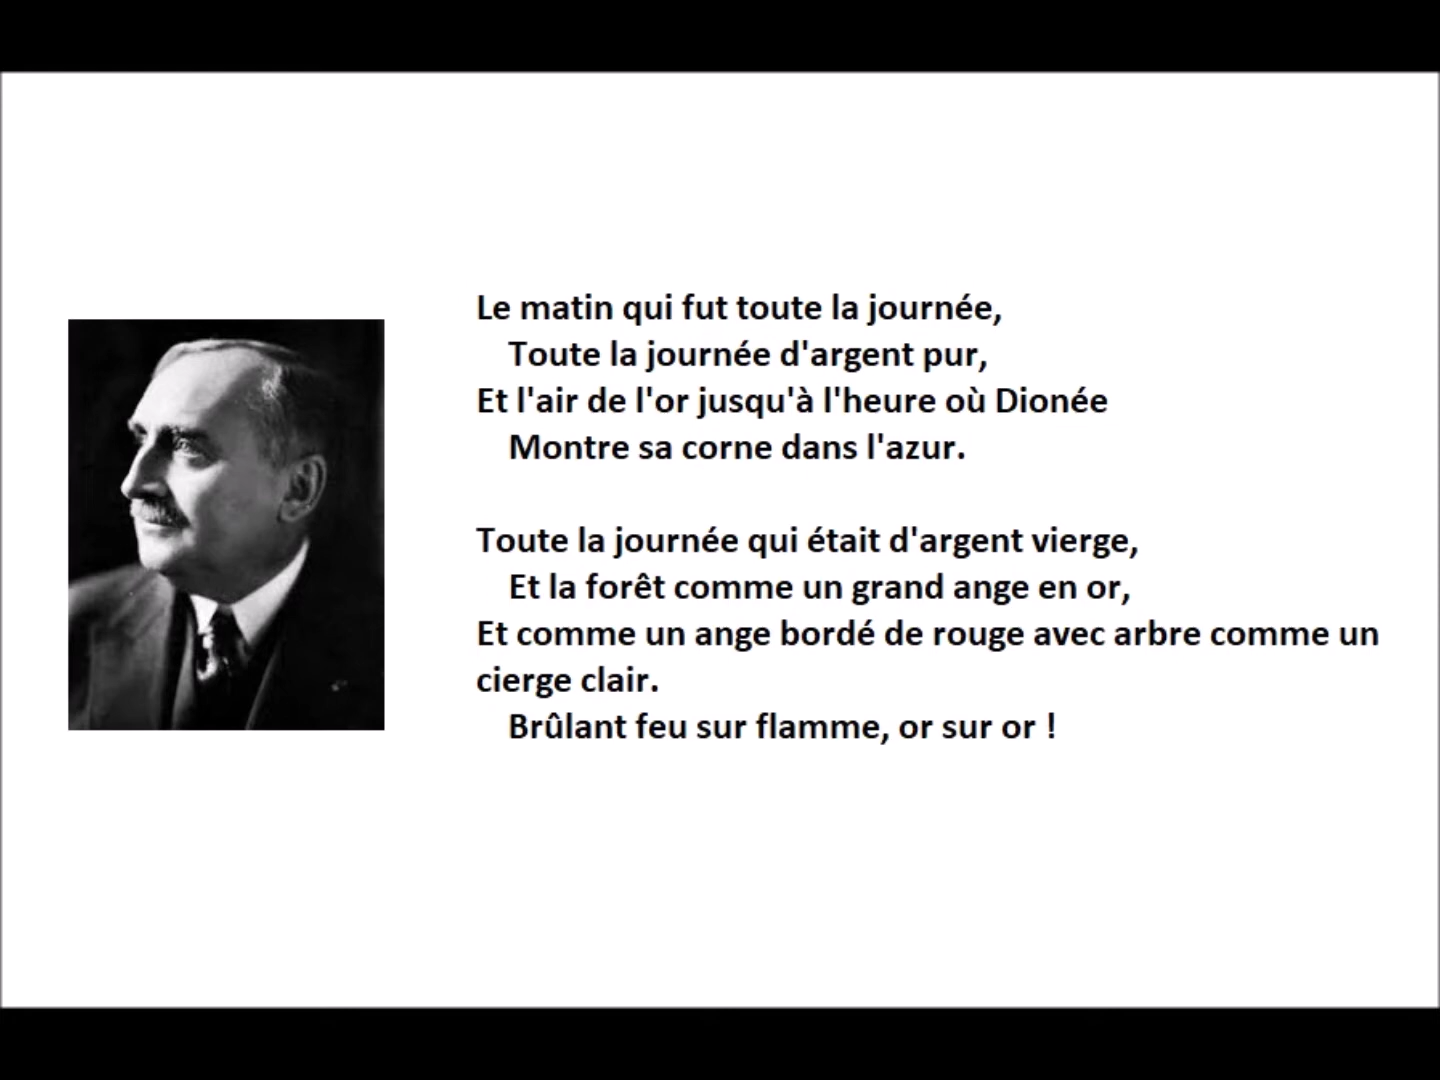 Le matin qui fut toute la journée,
Toute la journée d'argent pur,
Et l'air de l'or jusqu'à l'heure où Dionée
Montre sa corne dans l'azur.
Toute la journée qui était d'argent vierge,
Et la forêt comme un grand ange en or,
Et comme un ange bordé de rouge avec arbre comme un
cierge clair.
Brûlant feu sur flamme, or sur or !